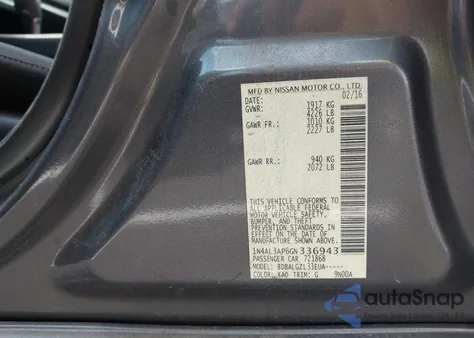 MFD BY NISSAN MOTOR CO., LTD.
DATE: 02/16
GVWR: 1917 KG
4226 LB
GAWR FR.: 1010 KG
2227 LB
GAWR RR.: 940 KG
2072 LB
THIS VEHICLE CONFORMS TO
ALL APPLICABLE FEDERAL
MOTOR VEHICLE SAFETY,
BUMPER, AND THEFT
PREVENTION STANDARDS IN
EFFECT ON THE DATE OF
MANUFACTURE SHOWN ABOVE.
1N4AL3AP6GN336943
PASSENGER CAR 721868
MODEL: BDBALGZL33EUA-----
COLOR: KAD TRIM: G 9N00A
autoSnap